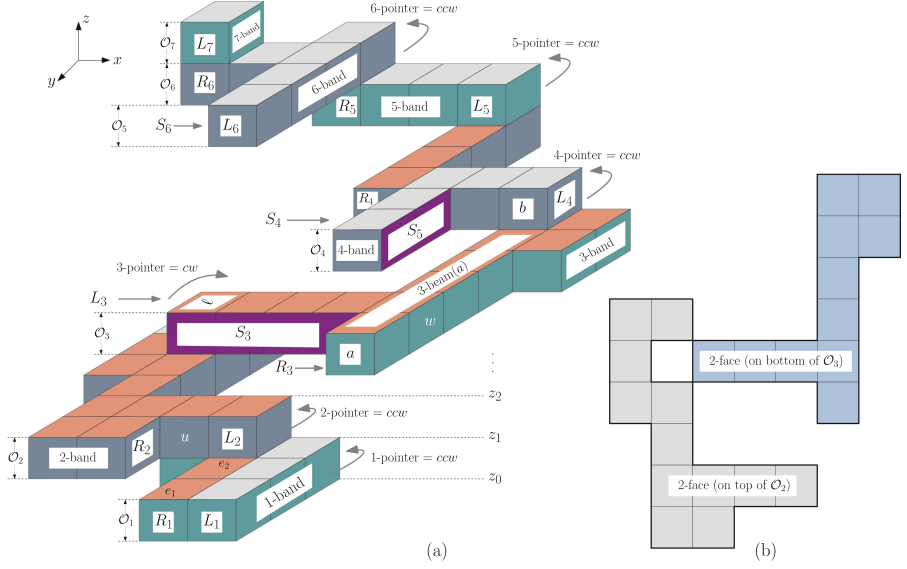 6-pointer = ccw
z
x
y
𝒪₇
L₇
7-band
5-pointer = ccw
𝒪₆
R₆
6-band
𝒪₅
S₆
L₆
R₅
5-band
L₅
4-pointer = ccw
R₄
S₄
S₅
b
L₄
𝒪₄
4-band
3-band
3-pointer = cw
3-beam(a)
L₃
ℓ
𝒪₃
S₃
w
a
R₃
2-face (on bottom of 𝒪₃)
z₂
2-pointer = ccw
R₂
u
L₂
z₁
𝒪₂
2-band
1-pointer = ccw
e₂
z₀
e₁
1-band
2-face (on top of 𝒪₂)
𝒪₁
R₁
L₁
(a)
(b)